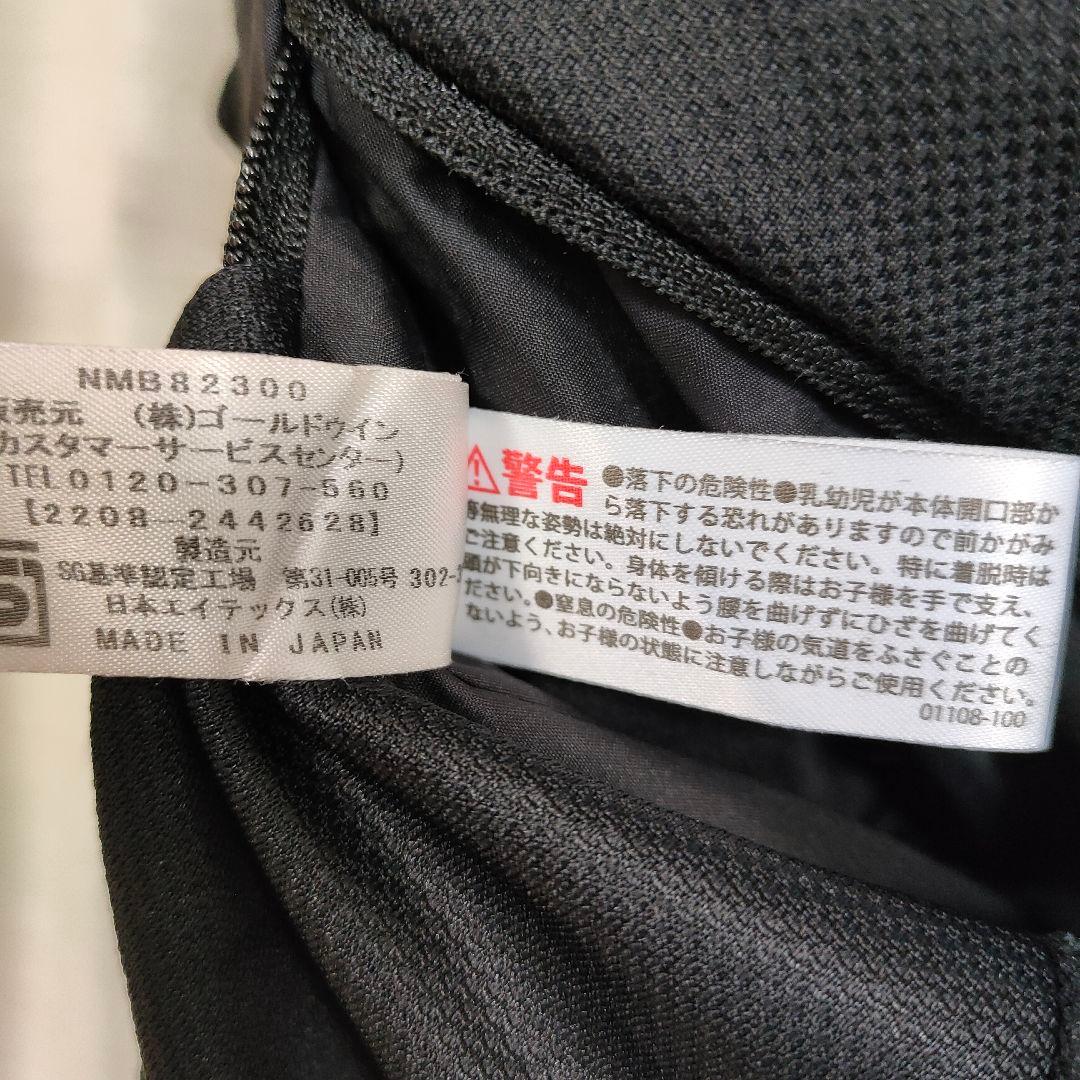 NMB82300
販売元 (株)ゴールドウイン
カスタマーサービスセンター)
TEL0120-307-560
【2208-2442628】
製造元
SG基準認定工場 第31-005号 302-
日本エイテックス(株)
MADE IN JAPAN
警告 ●落下の危険性●乳幼児が本体開口部か
ら落下する恐れがありますので前かがみ
等無理な姿勢は絶対にしないでください。特に着脱時は
ご注意ください。身体を傾ける際はお子様を手で支え、
頭が下向きにならないよう腰を曲げずにひざを曲げてく
ださい。●窒息の危険性●お子様の気道をふさぐことの
ないよう、お子様の状態に注意しながらご使用ください。
01108-100